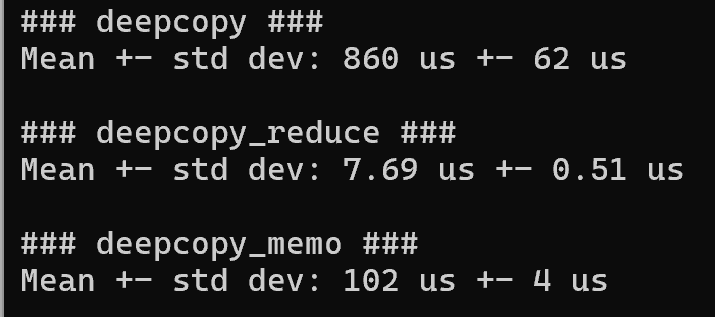 ### deepcopy ###
Mean +- std dev: 860 us +- 62 us
### deepcopy_reduce ###
Mean +- std dev: 7.69 us +- 0.51 us
### deepcopy_memo ###
Mean +- std dev: 102 us +- 4 us